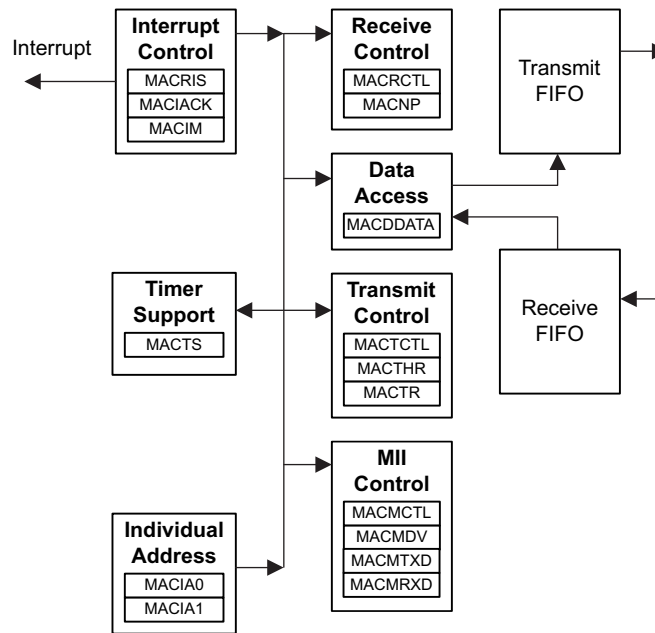 Interrupt
Interrupt
Control
MACRIS
MACIACK
MACIM
Receive
Control
MACRCTL
MACNP
Transmit
FIFO
Data
Access
MACDDATA
Timer
Support
MACTS
Transmit
Control
MACTCTL
MACTHR
MACTR
Receive
FIFO
MII
Control
MACMCTL
MACMDV
MACMTXD
MACMRXD
Individual
Address
MACIA0
MACIA1